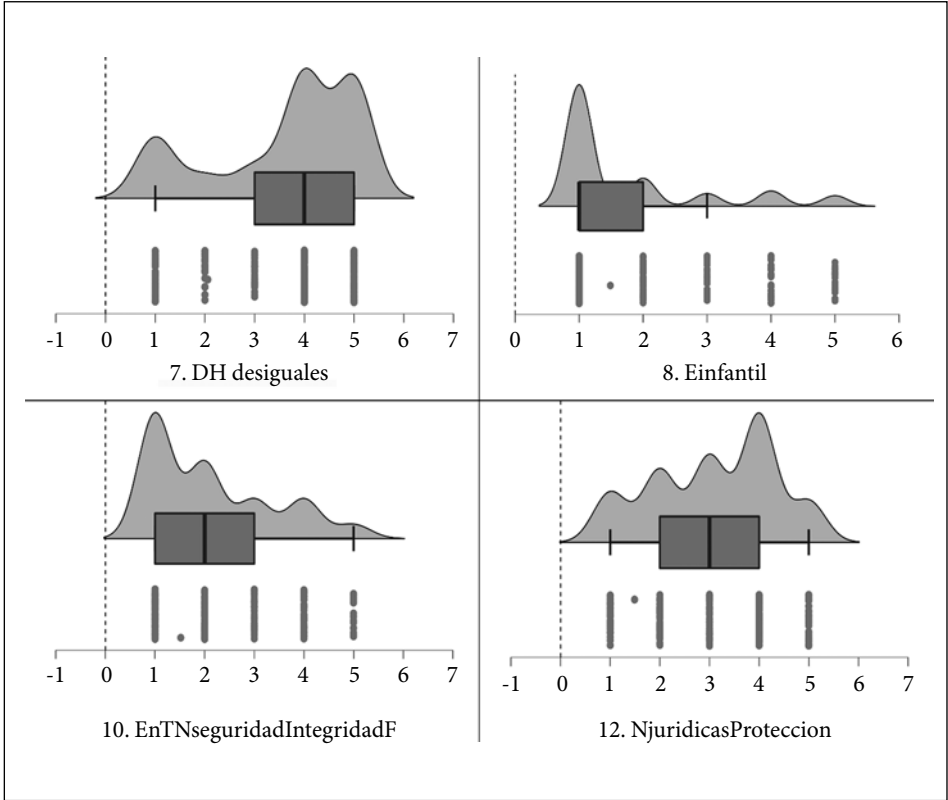 -1 0 1 2 3 4 5 6 7
7. DH desiguales
0 1 2 3 4 5 6
8. Einfantil
-1 0 1 2 3 4 5 6 7
10. EnTNseguridadIntegridadF
-1 0 1 2 3 4 5 6 7
12. NjuridicasProteccion